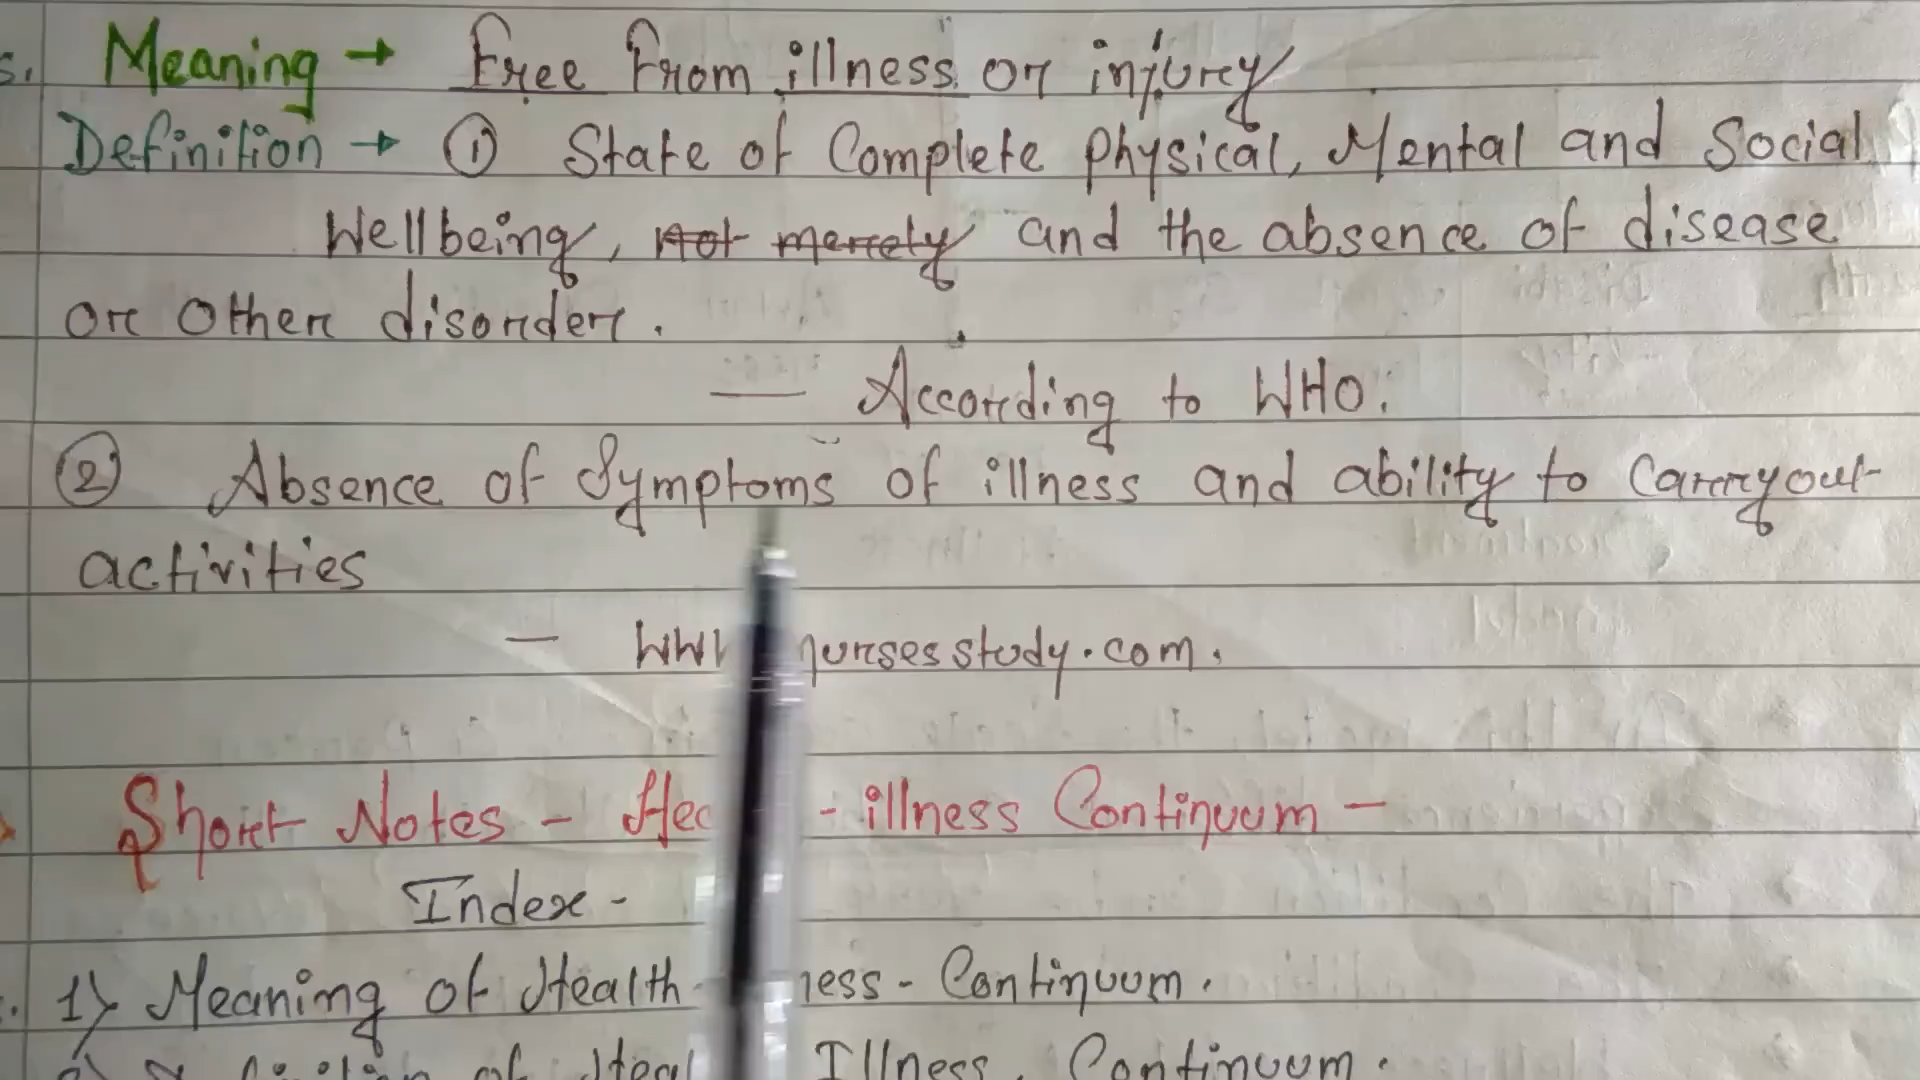 Meaning → Free from illness or injury
Definition → ① State of Complete physical, Mental and Social
Wellbeing, not merely and the absence of disease
or other disorder.
— According to WHO.
② Absence of Symptoms of illness and ability to Carryout
activities
— nursesstudy.com.
Short Notes - - illness Continuum -
Index -
1) Meaning of Health - Continuum.
of Illness. Continuum.